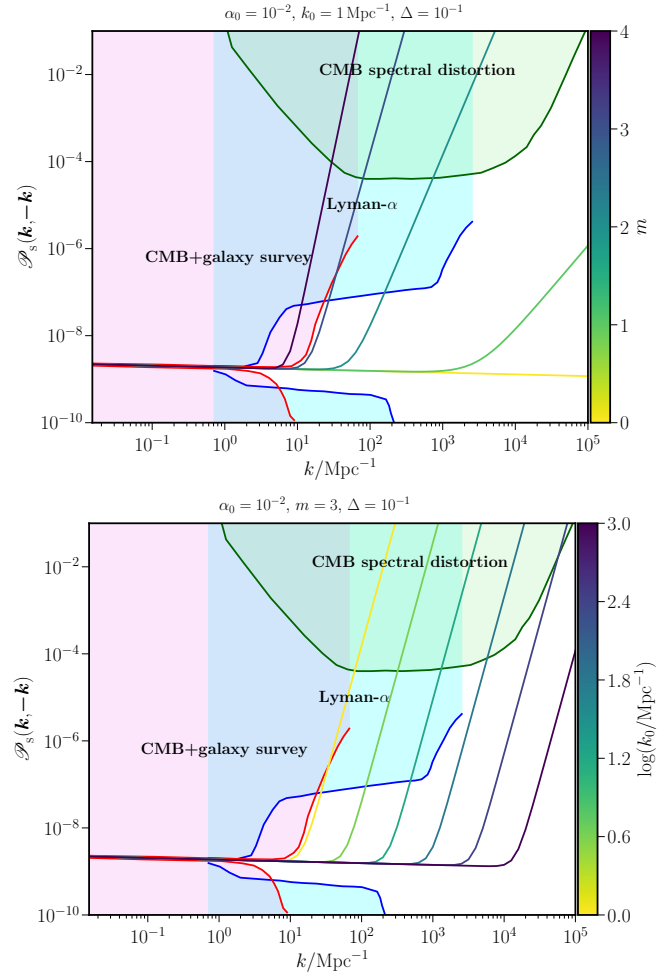 α₀ = 10⁻², k₀ = 1 Mpc⁻¹, Δ = 10⁻¹
10⁻²
10⁻⁴
10⁻⁶
10⁻⁸
10⁻¹⁰
𝒫ₛ(k, −k)
CMB spectral distortion
Lyman-α
CMB+galaxy survey
10⁻¹ 10⁰ 10¹ 10² 10³ 10⁴ 10⁵
k/Mpc⁻¹
4
3
2
1
0
m
α₀ = 10⁻², m = 3, Δ = 10⁻¹
10⁻²
10⁻⁴
10⁻⁶
10⁻⁸
10⁻¹⁰
𝒫ₛ(k, −k)
CMB spectral distortion
Lyman-α
CMB+galaxy survey
10⁻¹ 10⁰ 10¹ 10² 10³ 10⁴ 10⁵
k/Mpc⁻¹
3.0
2.4
1.8
1.2
0.6
0.0
log(k₀/Mpc⁻¹)